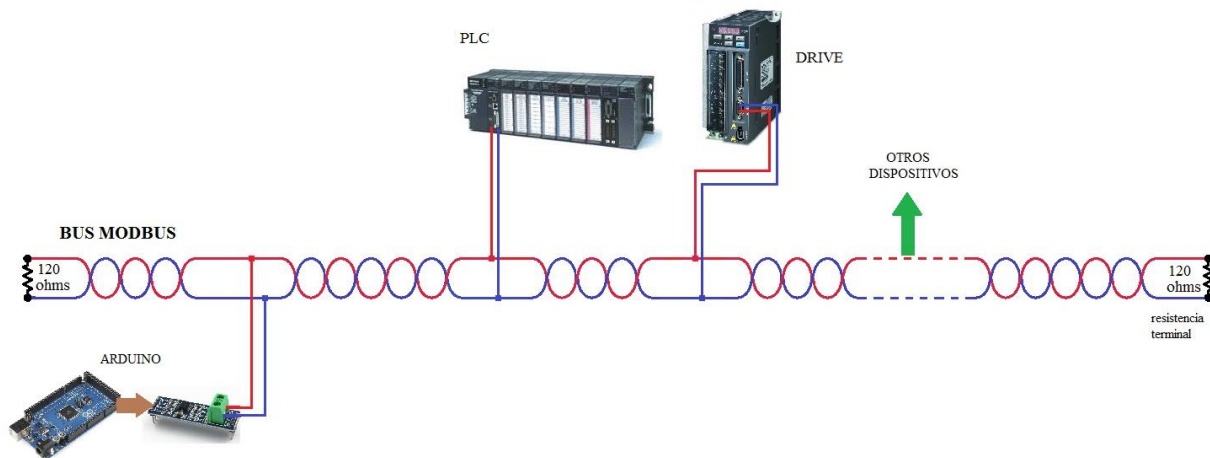 PLC
DRIVE
OTROS
DISPOSITIVOS
BUS MODBUS
120
ohms
120
ohms
resistencia
terminal
ARDUINO